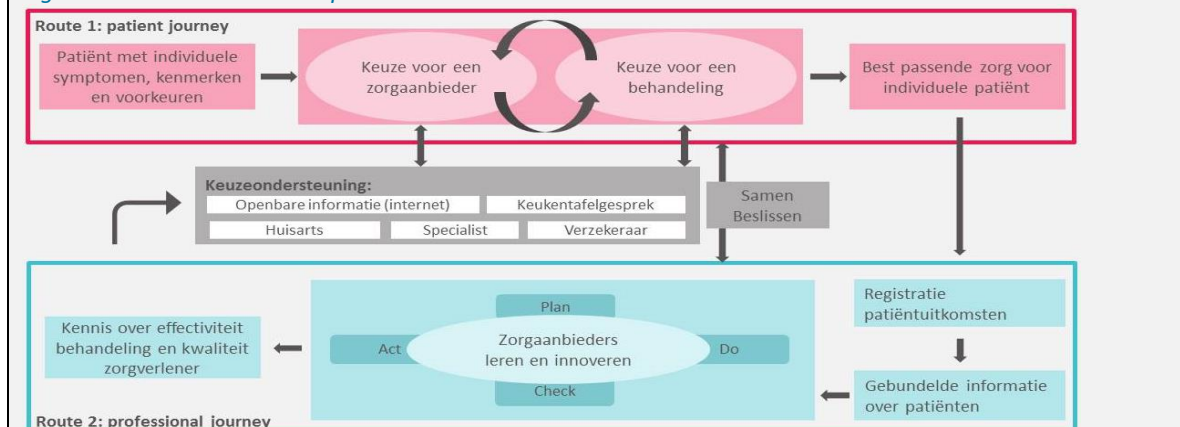 Route 1: patient journey
Patiënt met individuele
symptomen, kenmerken
en voorkeuren
Keuze voor een
zorgaanbieder
Keuze voor een
behandeling
Best passende zorg voor
individuele patiënt
Keuzeondersteuning:
Openbare informatie (internet)
Keukentafelgesprek
Huisarts
Specialist
Verzekeraar
Samen
Beslissen
Registratie
patiëntuitkomsten
Gebundelde informatie
over patiënten
Plan
Act
Zorgaanbieders
leren en innoveren
Do
Check
Kennis over effectiviteit
behandeling en kwaliteit
zorgverlener
Route 2: professional journey